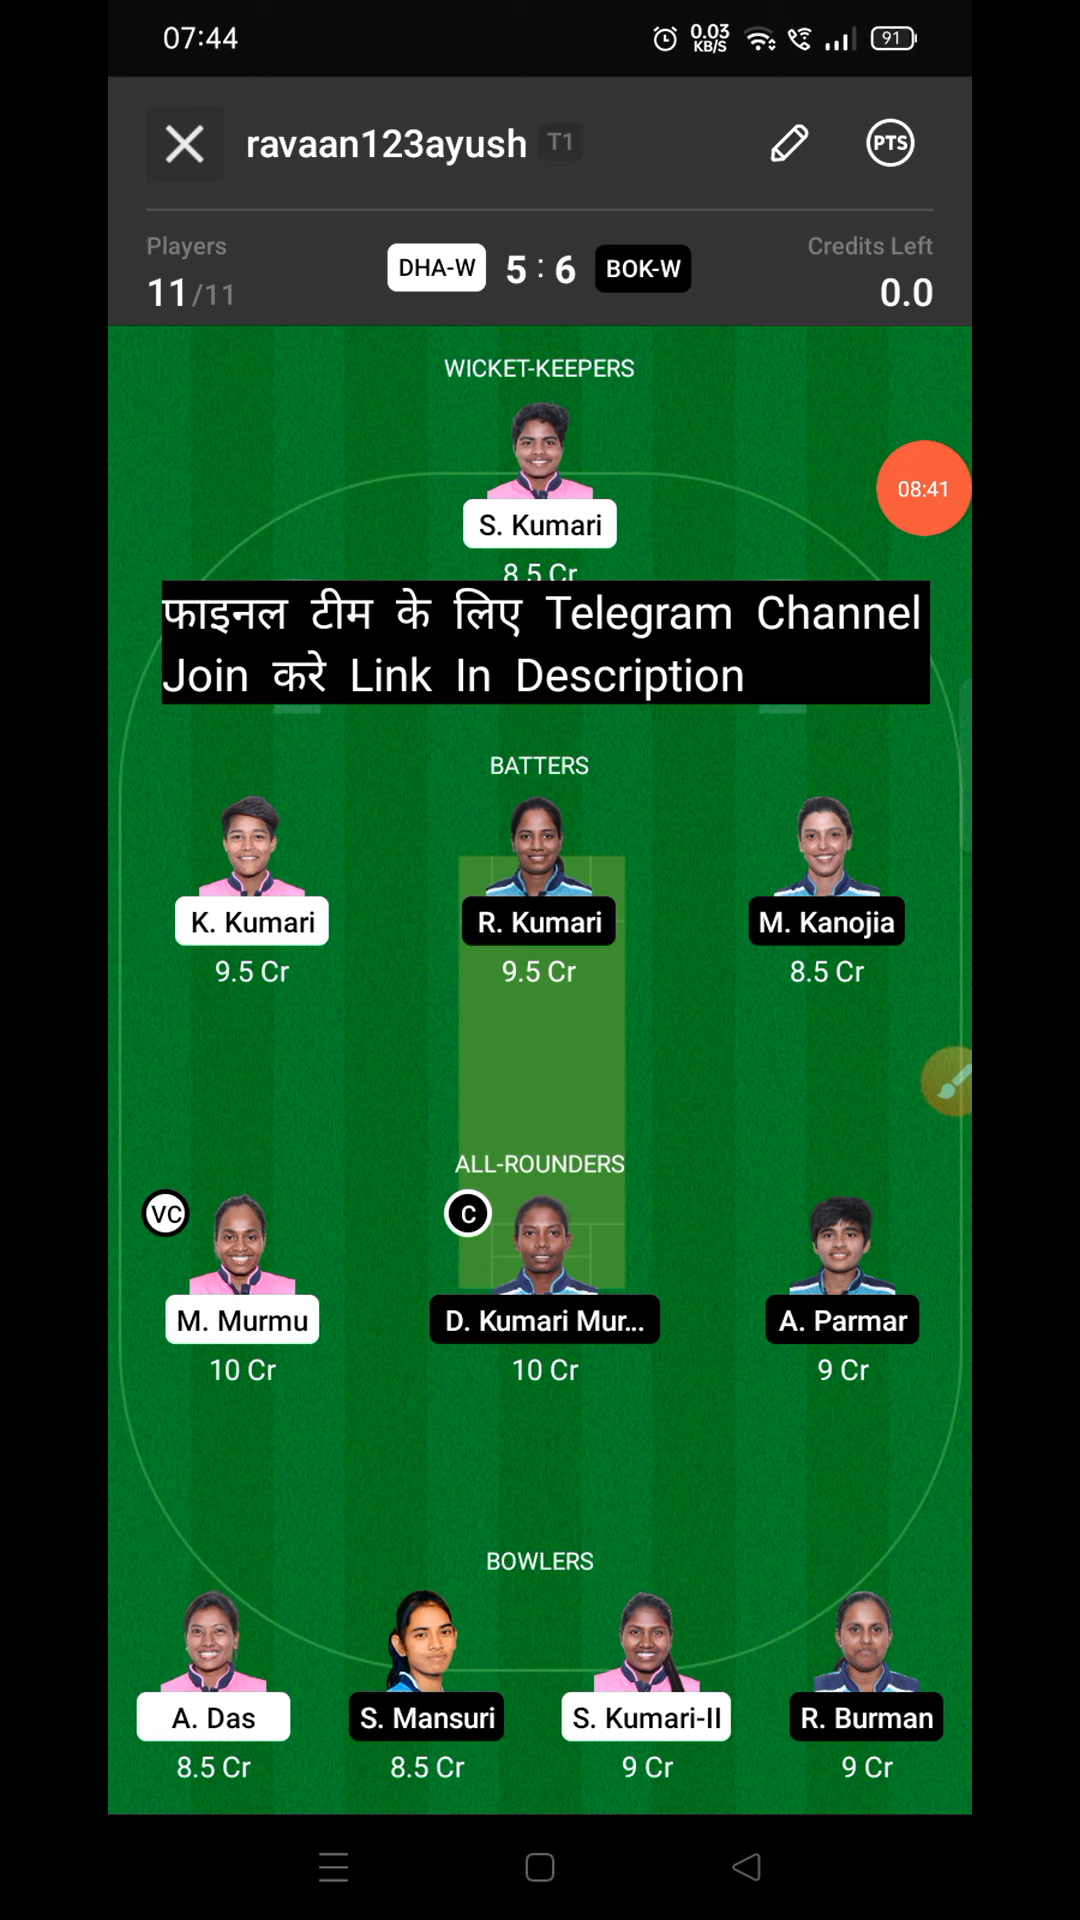 07:44
0.03
KB/S
91
ravaan123ayush T1
PTS
Players
11/11
DHA-W 5 : 6 BOK-W
Credits Left
0.0
WICKET-KEEPERS
08:41
S. Kumari
8.5 Cr
फाइनल टीम के लिए Telegram Channel
Join करे Link In Description
BATTERS
K. Kumari R. Kumari M. Kanojia
9.5 Cr 9.5 Cr 8.5 Cr
ALL-ROUNDERS
VC C
M. Murmu D. Kumari Mur... A. Parmar
10 Cr 10 Cr 9 Cr
BOWLERS
A. Das S. Mansuri S. Kumari-II R. Burman
8.5 Cr 8.5 Cr 9 Cr 9 Cr